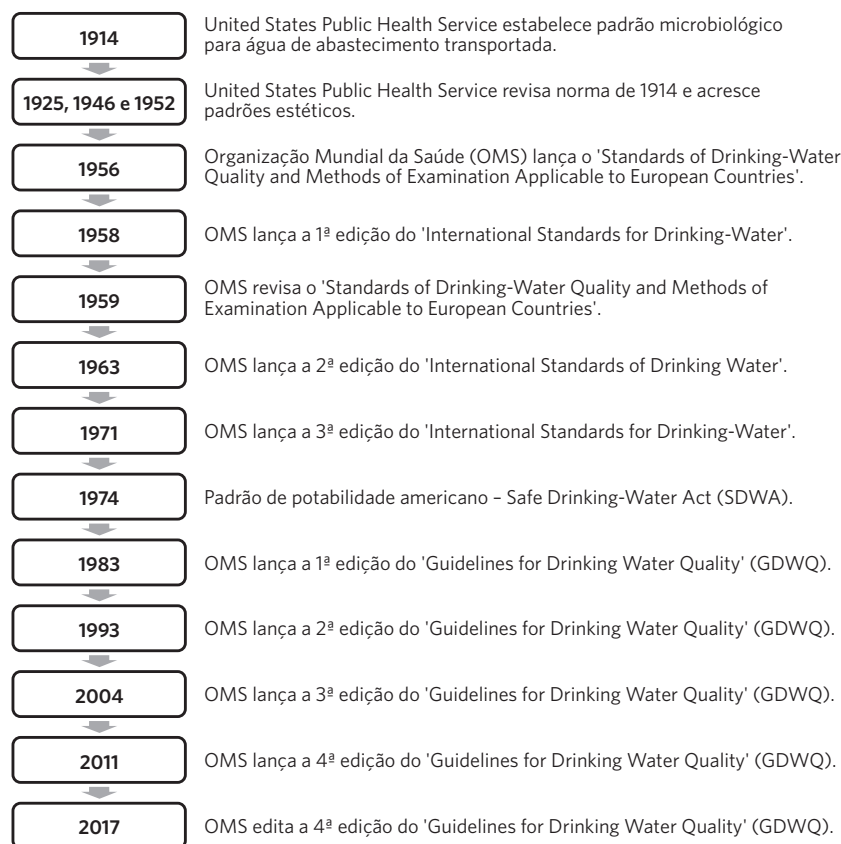 1914
United States Public Health Service estabelece padrão microbiológico
para água de abastecimento transportada.
1925, 1946 e 1952
United States Public Health Service revisa norma de 1914 e acresce
padrões estéticos.
1956
Organização Mundial da Saúde (OMS) lança o 'Standards of Drinking-Water
Quality and Methods of Examination Applicable to European Countries'.
1958
OMS lança a 1ª edição do 'International Standards for Drinking-Water'.
1959
OMS revisa o 'Standards of Drinking-Water Quality and Methods of
Examination Applicable to European Countries'.
1963
OMS lança a 2ª edição do 'International Standards of Drinking Water'.
1971
OMS lança a 3ª edição do 'International Standards for Drinking-Water'.
1974
Padrão de potabilidade americano – Safe Drinking-Water Act (SDWA).
1983
OMS lança a 1ª edição do 'Guidelines for Drinking Water Quality' (GDWQ).
1993
OMS lança a 2ª edição do 'Guidelines for Drinking Water Quality' (GDWQ).
2004
OMS lança a 3ª edição do 'Guidelines for Drinking Water Quality' (GDWQ).
2011
OMS lança a 4ª edição do 'Guidelines for Drinking Water Quality' (GDWQ).
2017
OMS edita a 4ª edição do 'Guidelines for Drinking Water Quality' (GDWQ).